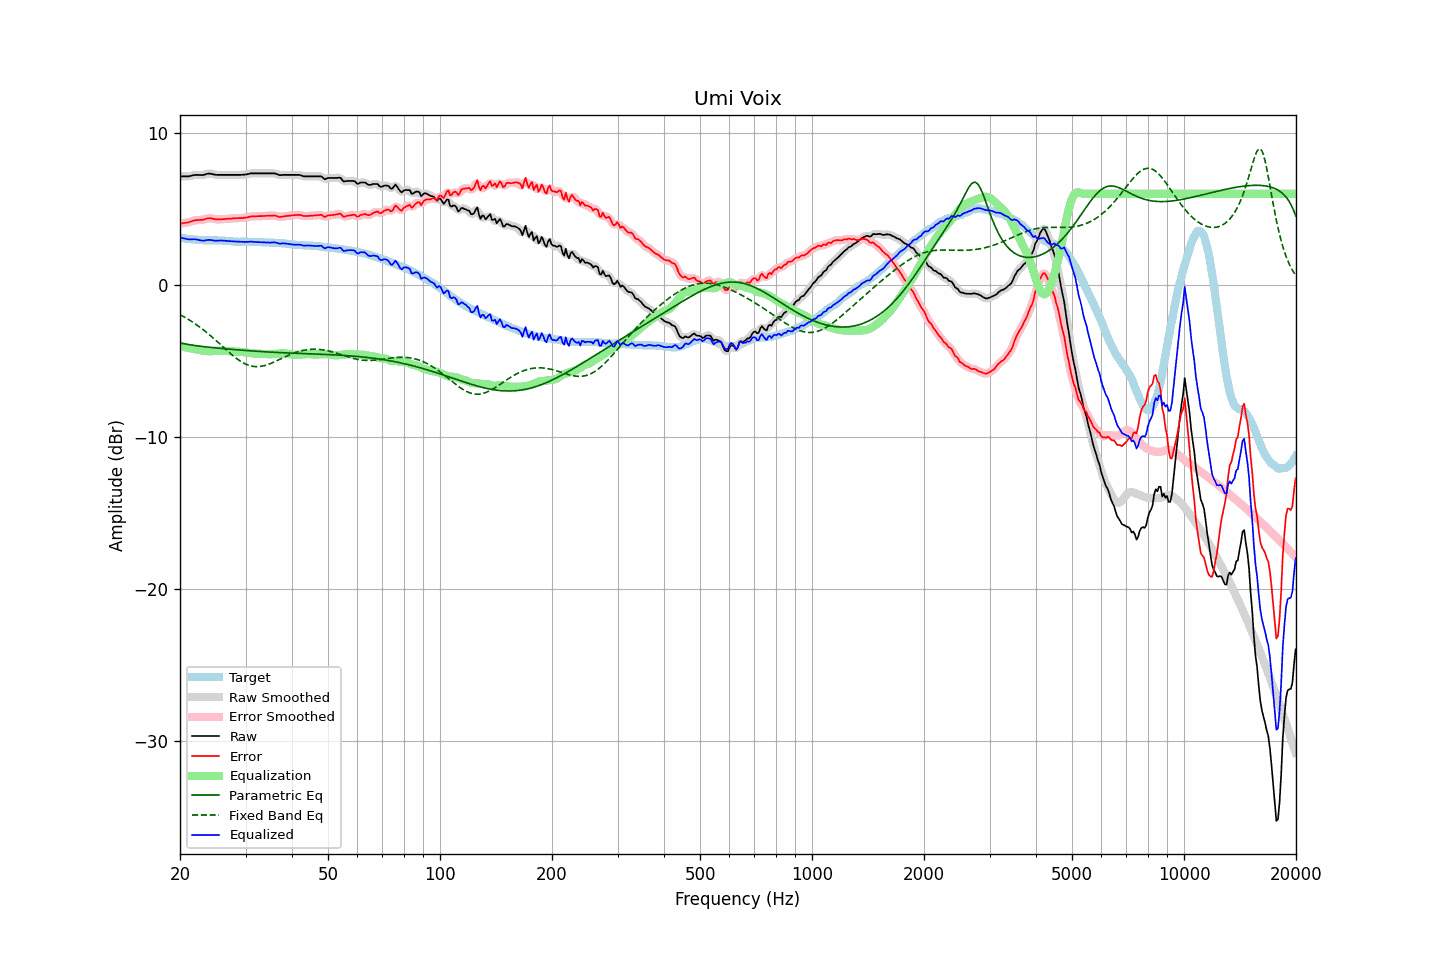 Umi Voix
Amplitude (dBr)
10
0
−10
−20
−30
Target
Raw Smoothed
Error Smoothed
Raw
Error
Equalization
Parametric Eq
Fixed Band Eq
Equalized
20 50 100 200 500 1000 2000 5000 10000 20000
Frequency (Hz)